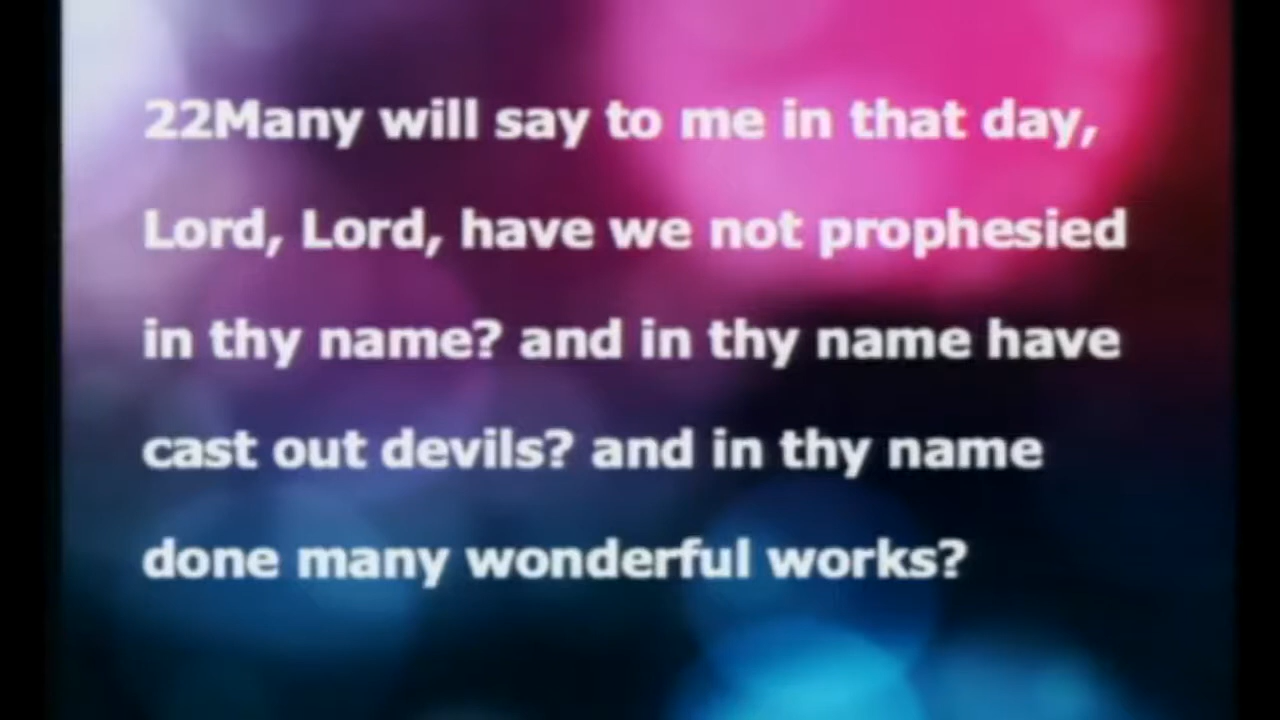 22Many will say to me in that day,
Lord, Lord, have we not prophesied
in thy name? and in thy name have
cast out devils? and in thy name
done many wonderful works?